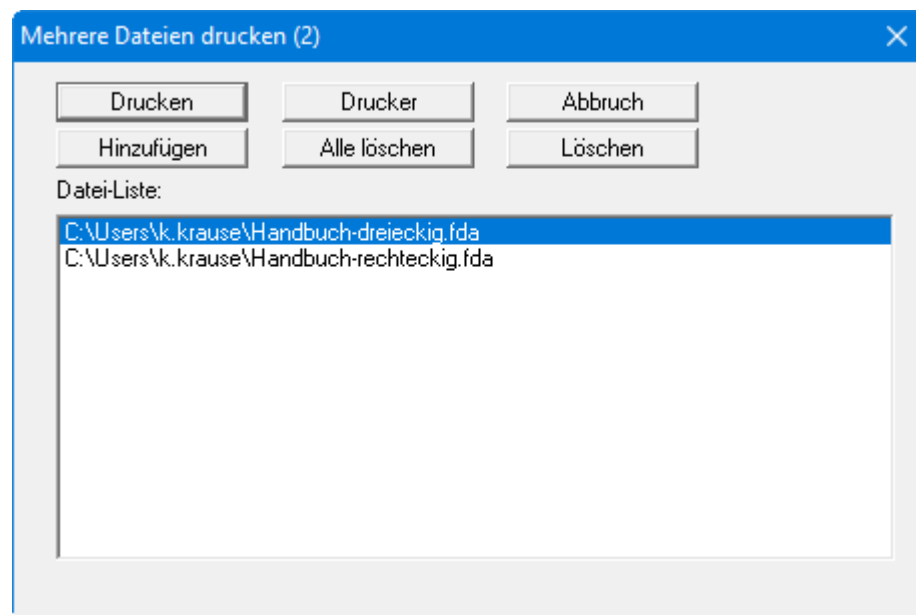 Mehrere Dateien drucken (2)
Drucken Drucker Abbruch
Hinzufügen Alle löschen Löschen
Datei-Liste:
C:\Users\k.krause\Handbuch-dreieckig.fda
C:\Users\k.krause\Handbuch-rechteckig.fda